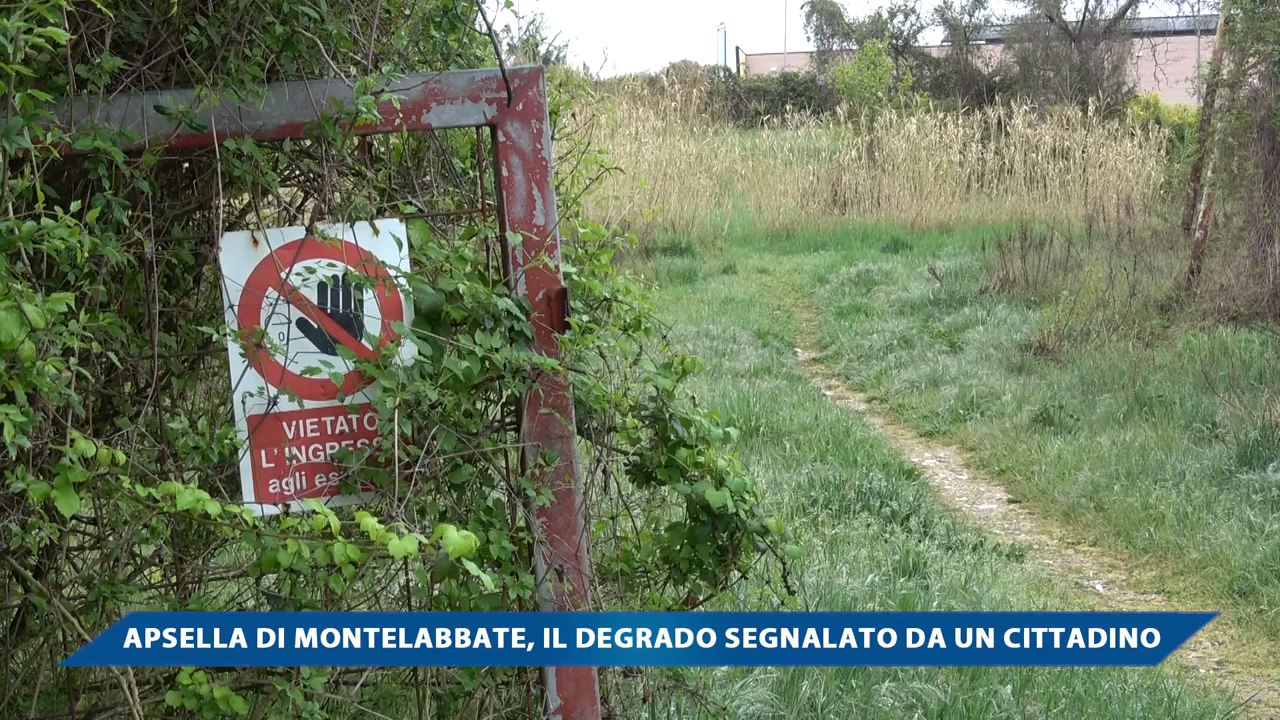 VIETATO
L'INGRESS
agli es
APSELLA DI MONTELABBATE, IL DEGRADO SEGNALATO DA UN CITTADINO